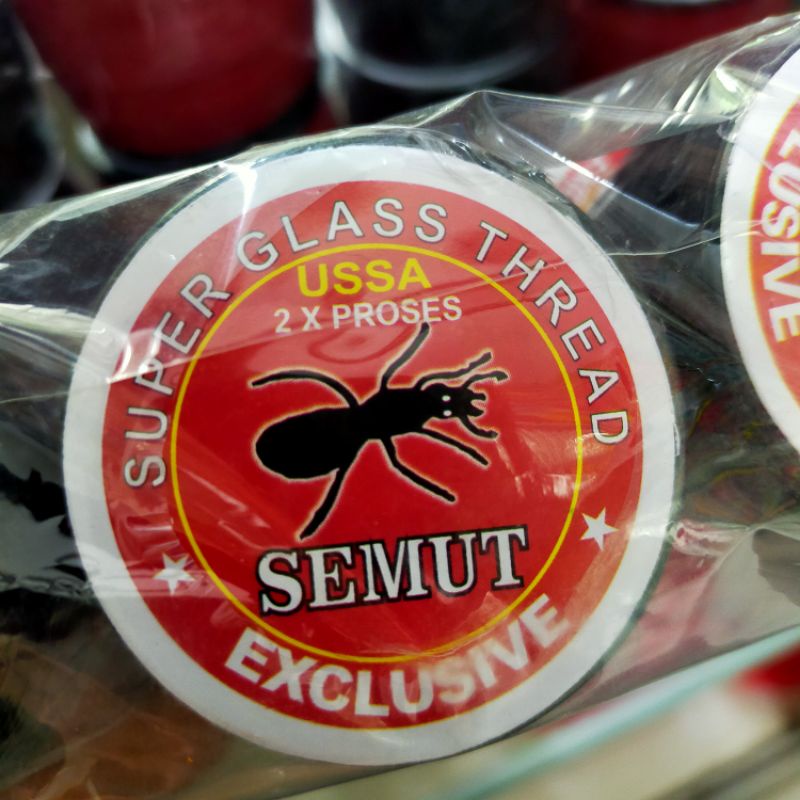 SUPER GLASS THREAD
USSA
2 X PROSES
SEMUT
EXCLUSIVE